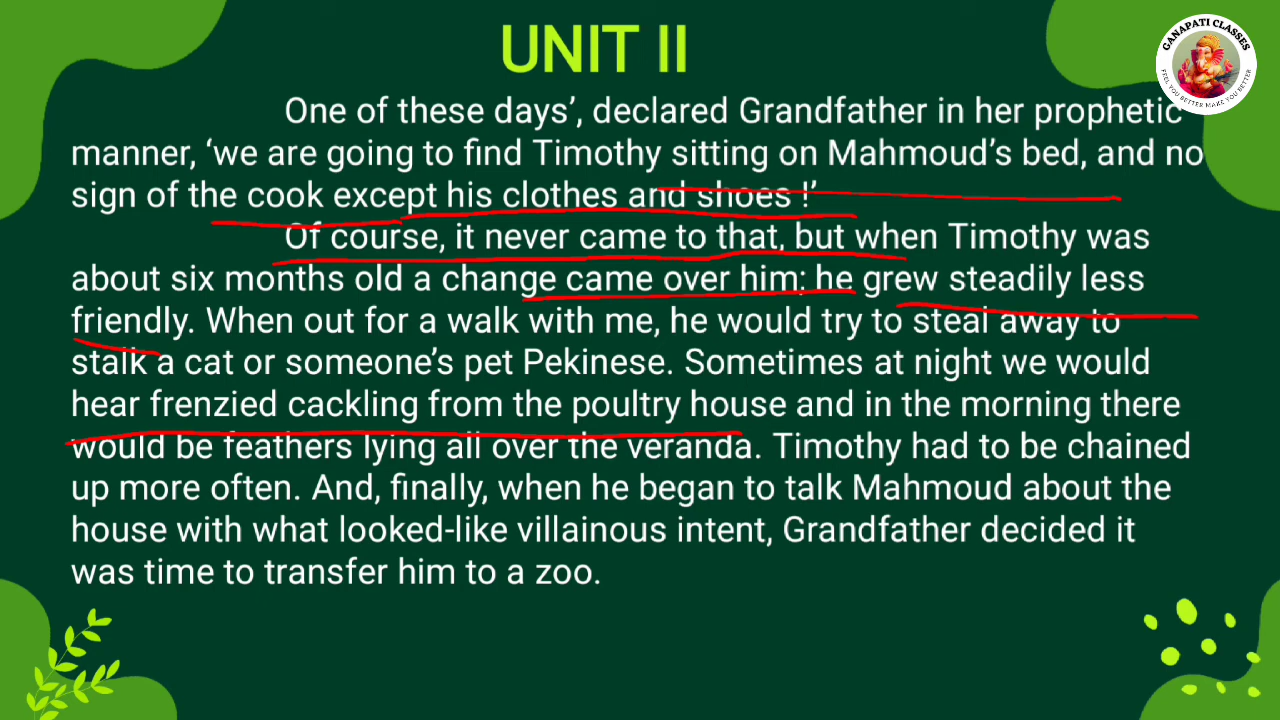 UNIT II
GANAPATI CLASSES
FEEL YOU BETTER MAKE YOU BETTER
One of these days’, declared Grandfather in her prophetic
manner, ‘we are going to find Timothy sitting on Mahmoud’s bed, and no
sign of the cook except his clothes and shoes !’
Of course, it never came to that, but when Timothy was
about six months old a change came over him; he grew steadily less
friendly. When out for a walk with me, he would try to steal away to
stalk a cat or someone’s pet Pekinese. Sometimes at night we would
hear frenzied cackling from the poultry house and in the morning there
would be feathers lying all over the veranda. Timothy had to be chained
up more often. And, finally, when he began to talk Mahmoud about the
house with what looked-like villainous intent, Grandfather decided it
was time to transfer him to a zoo.